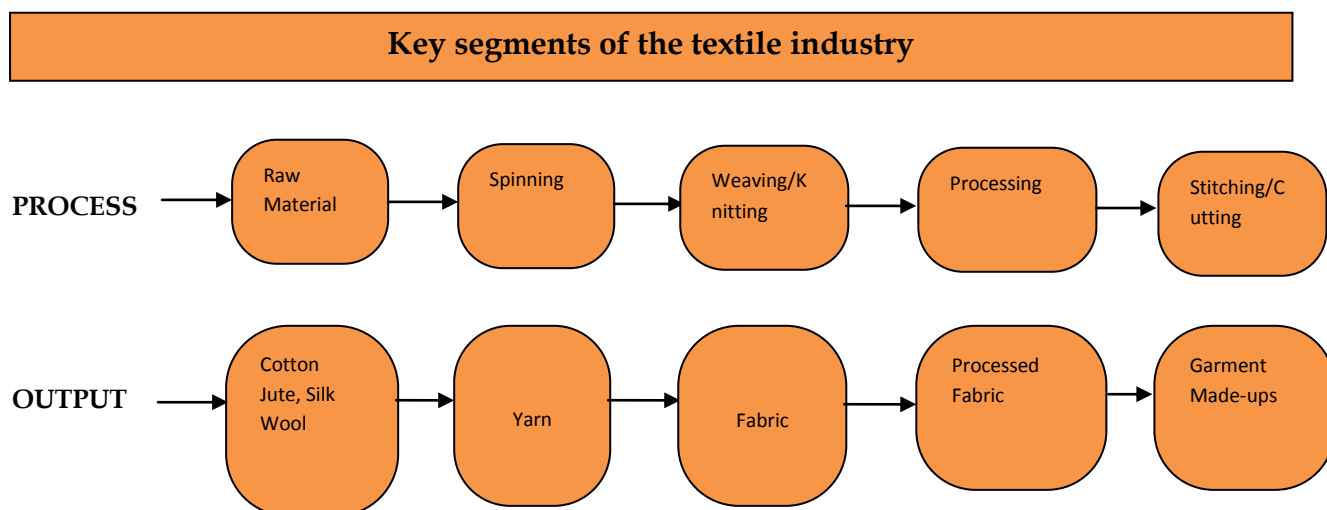 Key segments of the textile industry
PROCESS
Raw
Material
Spinning
Weaving/K
nitting
Processing
Stitching/C
utting
OUTPUT
Cotton
Jute, Silk
Wool
Yarn
Fabric
Processed
Fabric
Garment
Made-ups